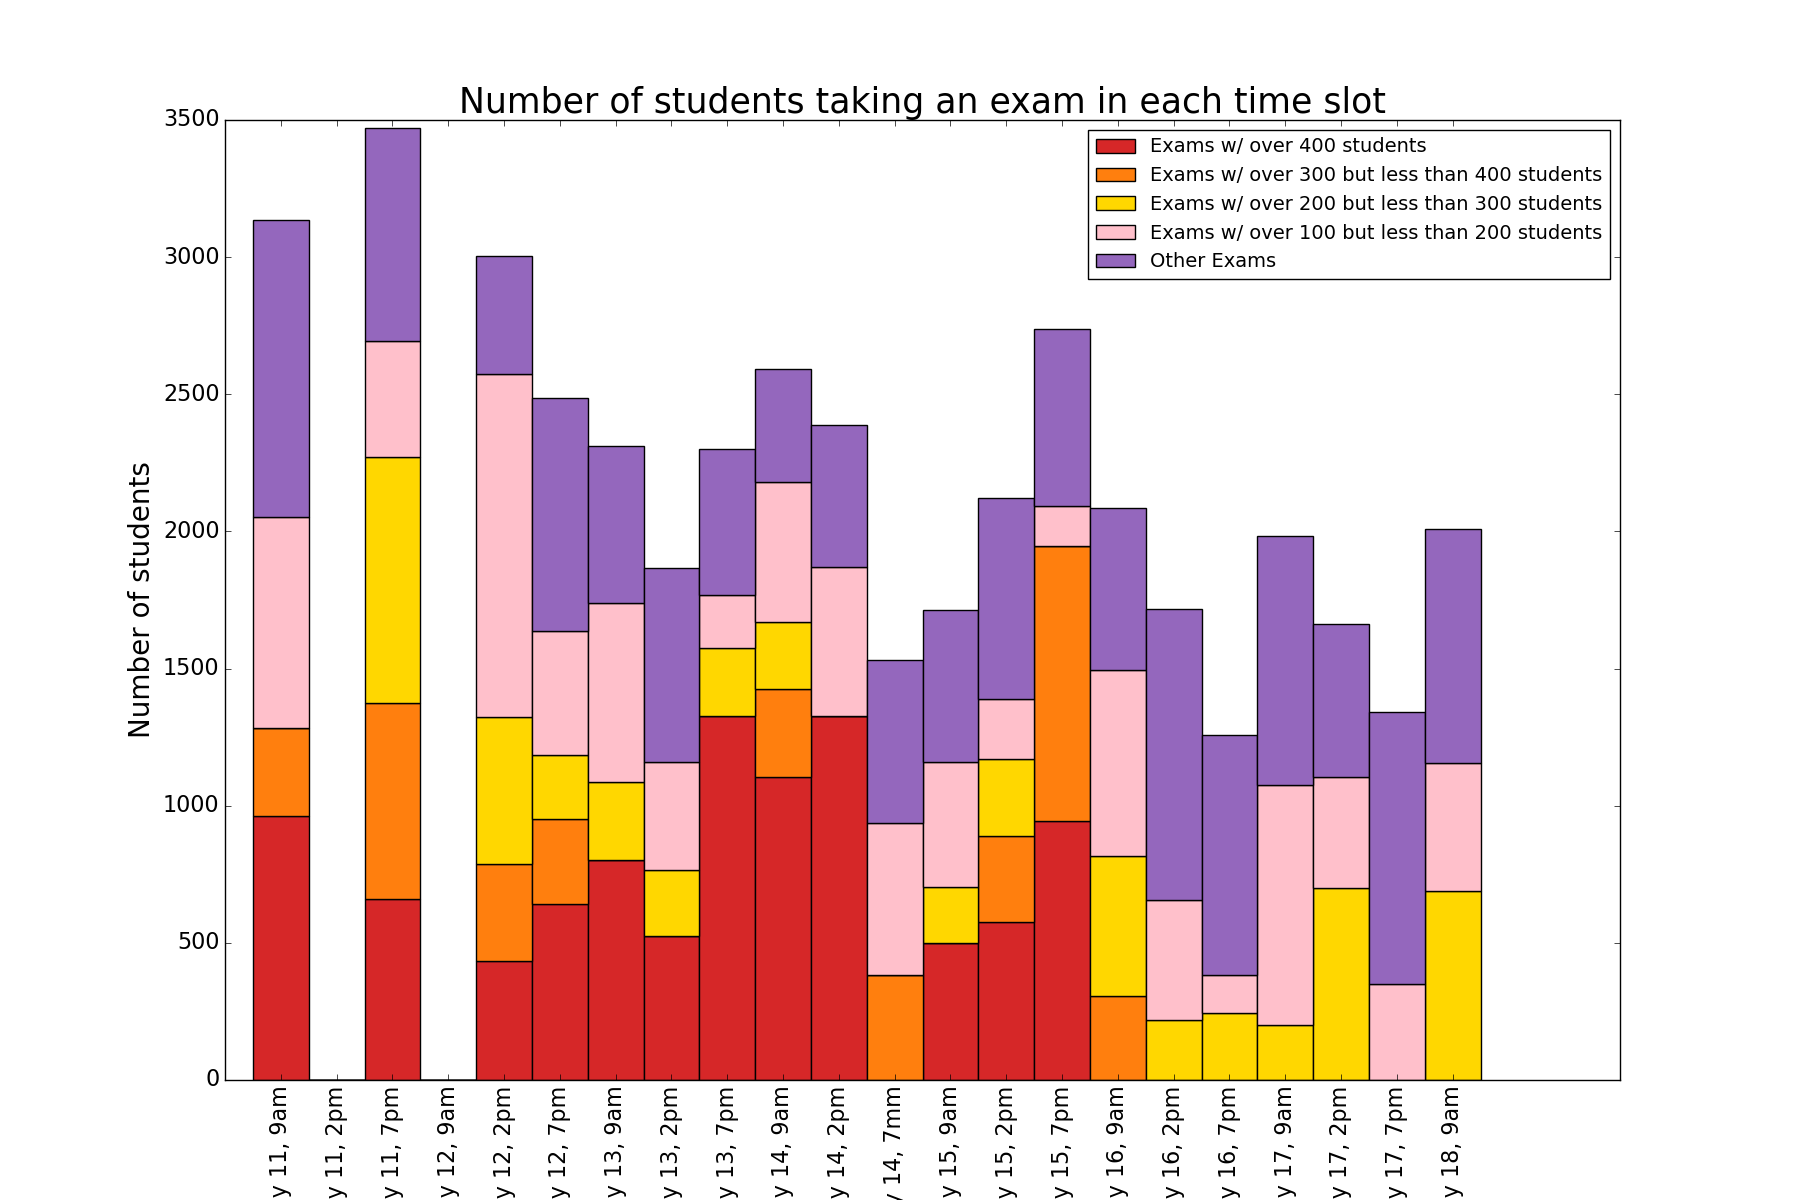 Number of students taking an exam in each time slot
Exams w/ over 400 students
Exams w/ over 300 but less than 400 students
Exams w/ over 200 but less than 300 students
Exams w/ over 100 but less than 200 students
Other Exams
Number of students
3500
3000
2500
2000
1500
1000
500
0
y 11, 9am
y 11, 2pm
y 11, 7pm
y 12, 9am
y 12, 2pm
y 12, 7pm
y 13, 9am
y 13, 2pm
y 13, 7pm
y 14, 9am
y 14, 2pm
y 14, 7mm
y 15, 9am
y 15, 2pm
y 15, 7pm
y 16, 9am
y 16, 2pm
y 16, 7pm
y 17, 9am
y 17, 2pm
y 17, 7pm
y 18, 9am